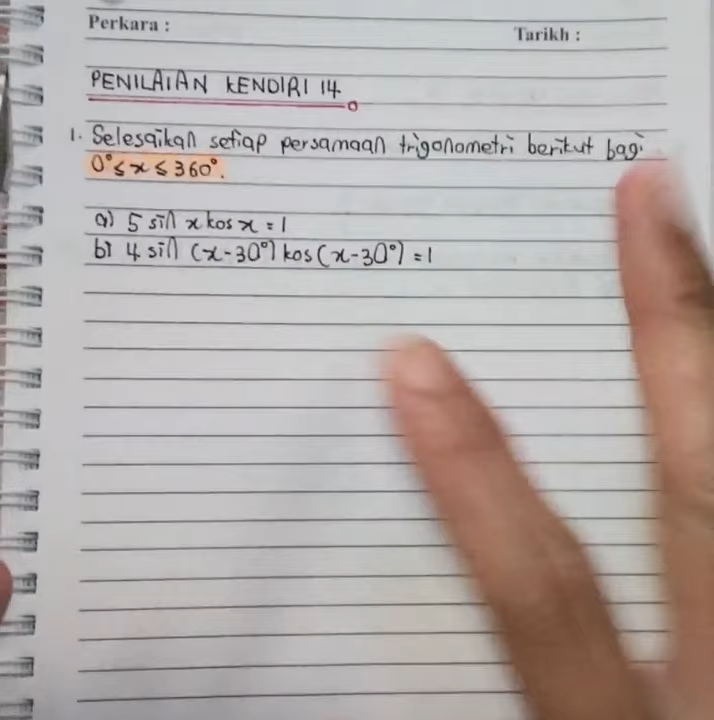 Perkara :
Tarikh :
PENILAIAN KENDIRI 14
1. Selesaikan setiap persamaan trigonometri berikut bagi
0° ≤ x ≤ 360°.
a) 5 sin x kos x = 1
b) 4 sin (x - 30°) kos (x - 30°) = 1